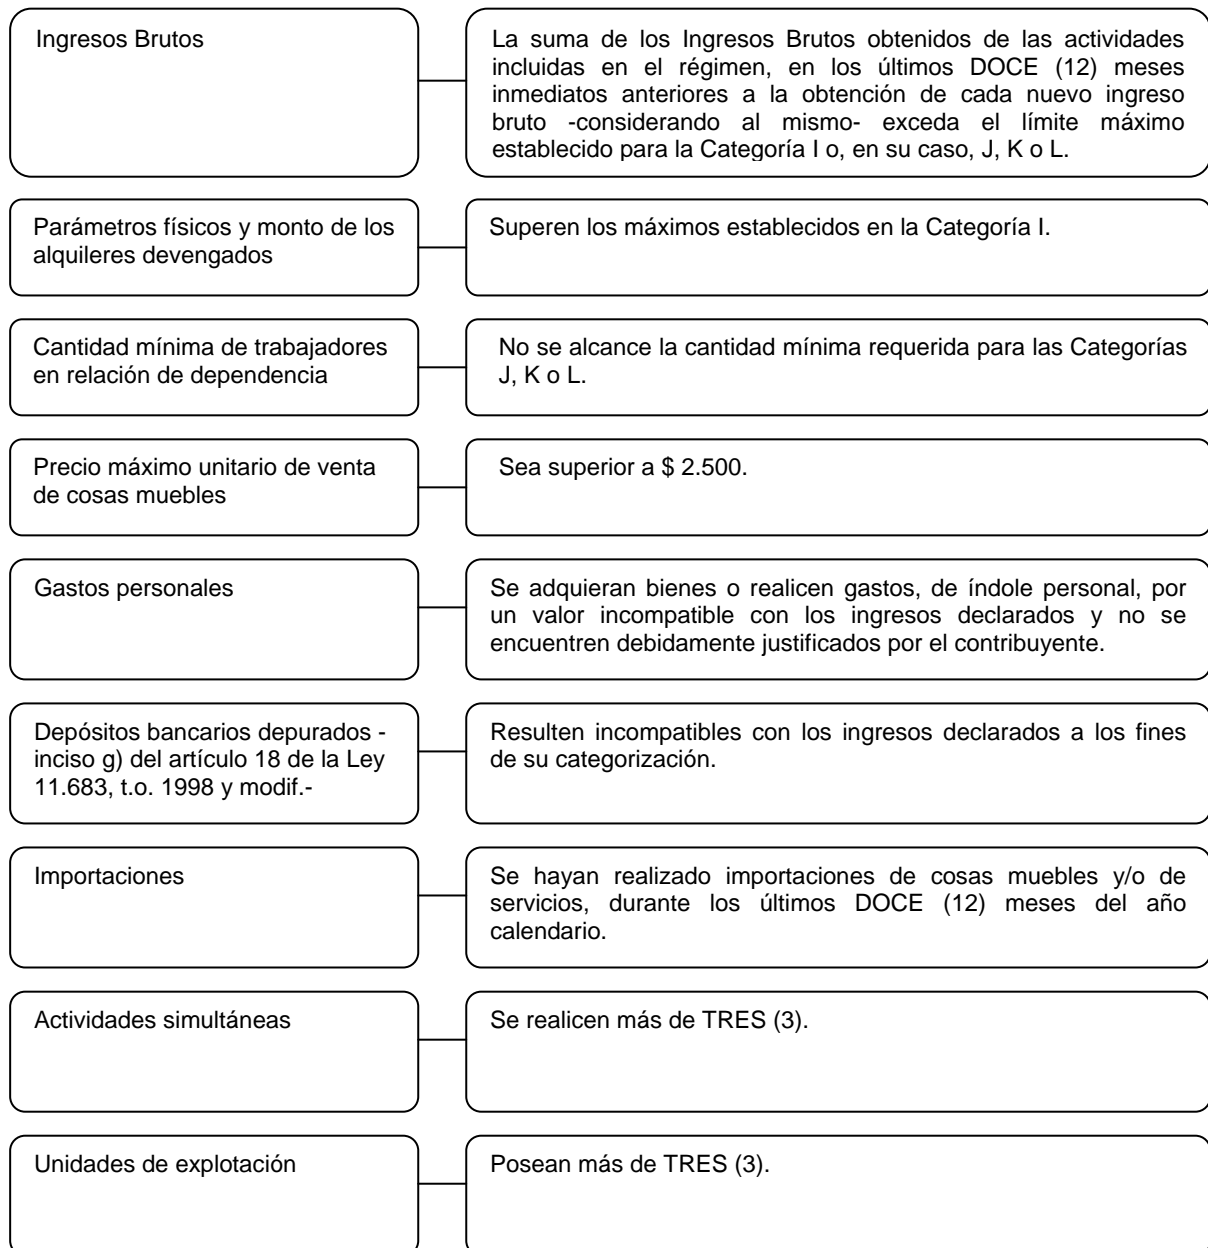 Ingresos Brutos
La suma de los Ingresos Brutos obtenidos de las actividades
incluidas en el régimen, en los últimos DOCE (12) meses
inmediatos anteriores a la obtención de cada nuevo ingreso
bruto -considerando al mismo- exceda el límite máximo
establecido para la Categoría I o, en su caso, J, K o L.
Parámetros físicos y monto de los
alquileres devengados
Superen los máximos establecidos en la Categoría I.
Cantidad mínima de trabajadores
en relación de dependencia
No se alcance la cantidad mínima requerida para las Categorías
J, K o L.
Precio máximo unitario de venta
de cosas muebles
Sea superior a $ 2.500.
Gastos personales
Se adquieran bienes o realicen gastos, de índole personal, por
un valor incompatible con los ingresos declarados y no se
encuentren debidamente justificados por el contribuyente.
Depósitos bancarios depurados -
inciso g) del artículo 18 de la Ley
11.683, t.o. 1998 y modif.-
Resulten incompatibles con los ingresos declarados a los fines
de su categorización.
Importaciones
Se hayan realizado importaciones de cosas muebles y/o de
servicios, durante los últimos DOCE (12) meses del año
calendario.
Actividades simultáneas
Se realicen más de TRES (3).
Unidades de explotación
Posean más de TRES (3).